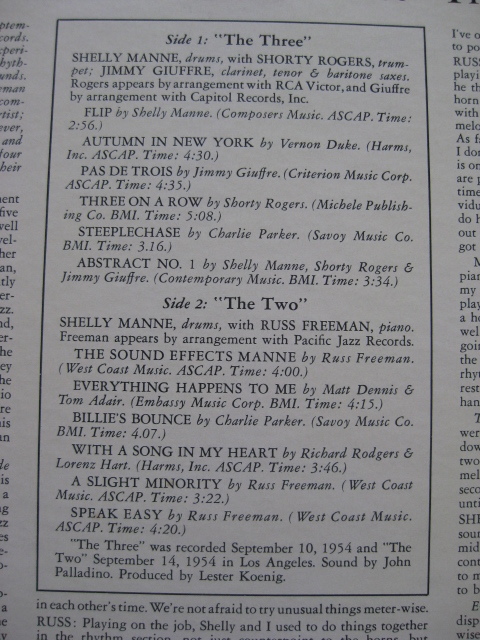 Side 1: "The Three"
SHELLY MANNE, drums, with SHORTY ROGERS, trum-
pet; JIMMY GIUFFRE, clarinet, tenor & baritone saxes.
Rogers appears by arrangement with RCA Victor, and Giuffre
by arrangement with Capitol Records, Inc.
FLIP by Shelly Manne. (Composers Music. ASCAP. Time:
2:56.)
AUTUMN IN NEW YORK by Vernon Duke. (Harms,
Inc. ASCAP. Time: 4:30.)
PAS DE TROIS by Jimmy Giuffre. (Criterion Music Corp.
ASCAP. Time: 4:35.)
THREE ON A ROW by Shorty Rogers. (Michele Publish-
ing Co. BMI. Time: 5:08.)
STEEPLECHASE by Charlie Parker. (Savoy Music Co.
BMI. Time: 3.16.)
ABSTRACT NO. 1 by Shelly Manne, Shorty Rogers &
Jimmy Giuffre. (Contemporary Music. BMI. Time: 3:34.)
Side 2: "The Two"
SHELLY MANNE, drums, with RUSS FREEMAN, piano.
Freeman appears by arrangement with Pacific Jazz Records.
THE SOUND EFFECTS MANNE by Russ Freeman.
(West Coast Music. ASCAP. Time: 4:00.)
EVERYTHING HAPPENS TO ME by Matt Dennis &
Tom Adair. (Embassy Music Corp. BMI. Time: 4:15.)
BILLIE'S BOUNCE by Charlie Parker. (Savoy Music Co.
BMI. Time: 4.07.)
WITH A SONG IN MY HEART by Richard Rodgers &
Lorenz Hart. (Harms, Inc. ASCAP. Time: 3:46.)
A SLIGHT MINORITY by Russ Freeman. (West Coast
Music. ASCAP. Time: 3:22.)
SPEAK EASY by Russ Freeman. (West Coast Music.
ASCAP. Time: 4:20.)
"The Three" was recorded September 10, 1954 and "The
Two" September 14, 1954 in Los Angeles. Sound by John
Palladino. Produced by Lester Koenig.
in each other's time. We're not afraid to try unusual things meter-wise.
RUSS: Playing on the job, Shelly and I used to do things together